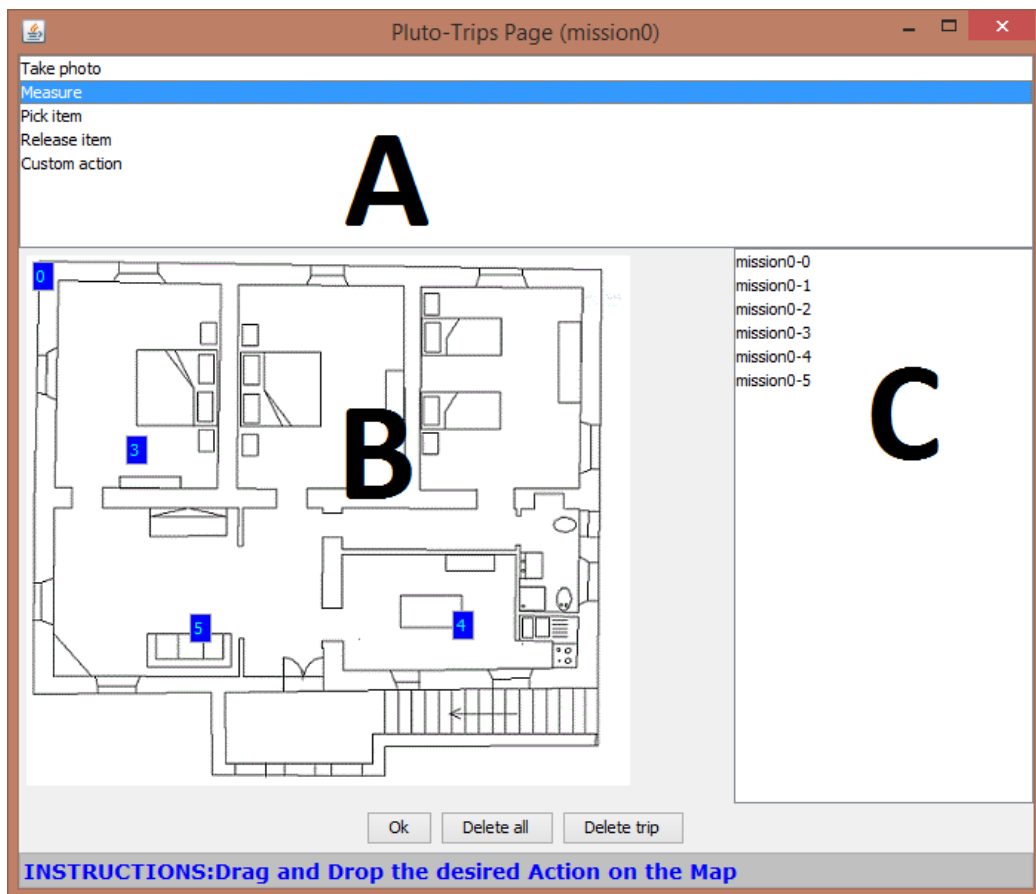 Pluto-Trips Page (mission0)
Take photo
Measure
Pick item
Release item
Custom action
A
0
mission0-0
mission0-1
mission0-2
mission0-3
mission0-4
mission0-5
C
B
3
5
4
Ok
Delete all
Delete trip
INSTRUCTIONS:Drag and Drop the desired Action on the Map